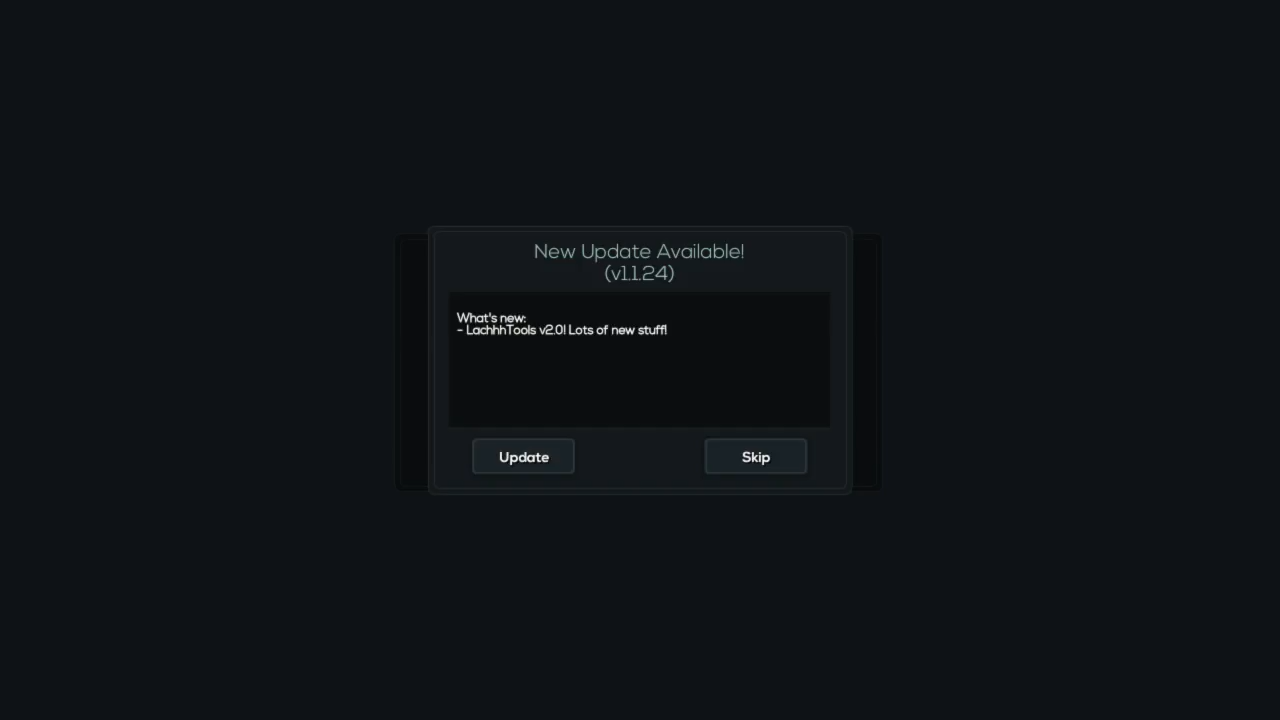 New Update Available!
(v1.1.24)
What's new:
- LachhhTools v2.0! Lots of new stuff!
Update
Skip